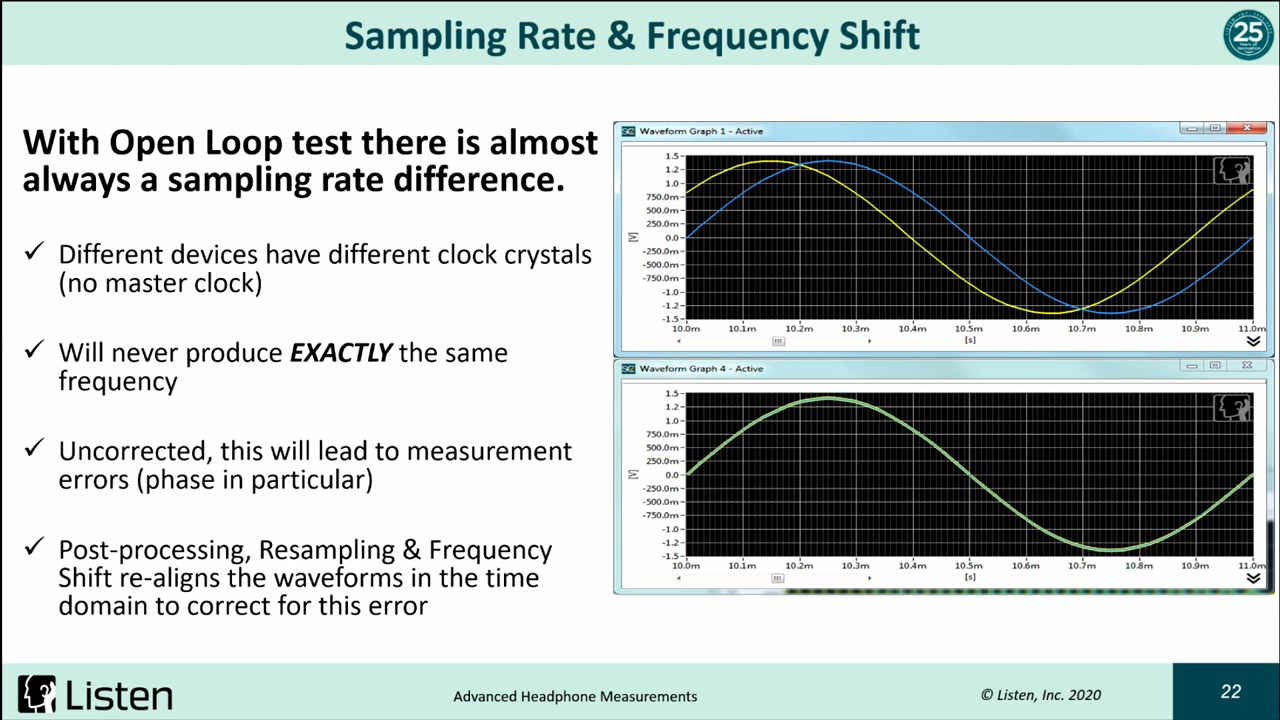 Sampling Rate & Frequency Shift
25
Years of Innovation
With Open Loop test there is almost
always a sampling rate difference.
✓ Different devices have different clock crystals
(no master clock)
✓ Will never produce EXACTLY the same
frequency
✓ Uncorrected, this will lead to measurement
errors (phase in particular)
✓ Post-processing, Resampling & Frequency
Shift re-aligns the waveforms in the time
domain to correct for this error
Waveform Graph 1 - Active
1.5
1.2
1.0
750.0m
500.0m
250.0m
0.0
-250.0m
-500.0m
-750.0m
-1.0
-1.2
-1.5
[V]
10.0m 10.1m 10.2m 10.3m 10.4m 10.5m 10.6m 10.7m 10.8m 10.9m 11.0m
[s]
Waveform Graph 4 - Active
1.5
1.2
1.0
750.0m
500.0m
250.0m
0.0
-250.0m
-500.0m
-750.0m
-1.0
-1.2
-1.5
[V]
10.0m 10.1m 10.2m 10.3m 10.4m 10.5m 10.6m 10.7m 10.8m 10.9m 11.0m
[s]
Listen
Advanced Headphone Measurements
© Listen, Inc. 2020
22